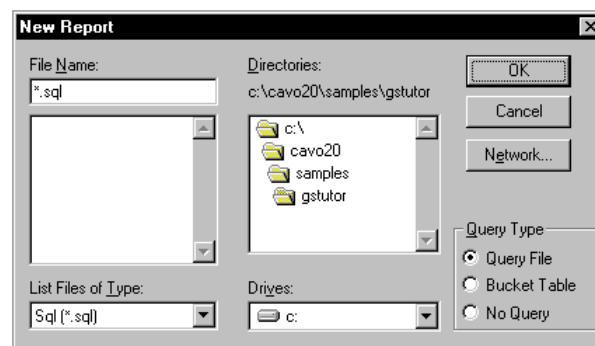 New Report
File Name:
*.sql
List Files of Type:
Sql (*.sql)
Directories:
c:\cavo20\samples\gstutor
c:\
cavo20
samples
gstutor
Drives:
c:
OK
Cancel
Network...
Query Type
Query File
Bucket Table
No Query